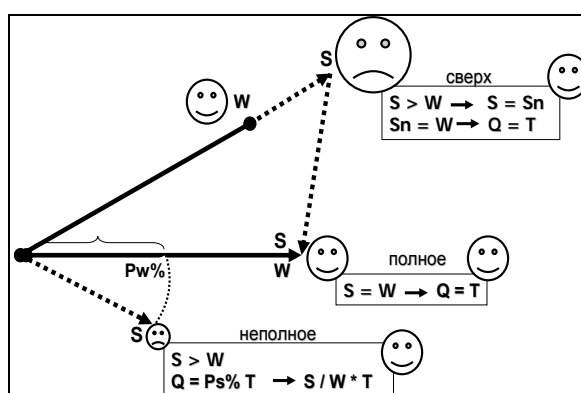 S
сверх
W
S > W → S = Sn
Sn = W → Q = T
S
W
Pw%
полное
S = W → Q = T
S
неполное
S > W
Q = Ps% T → S / W * T